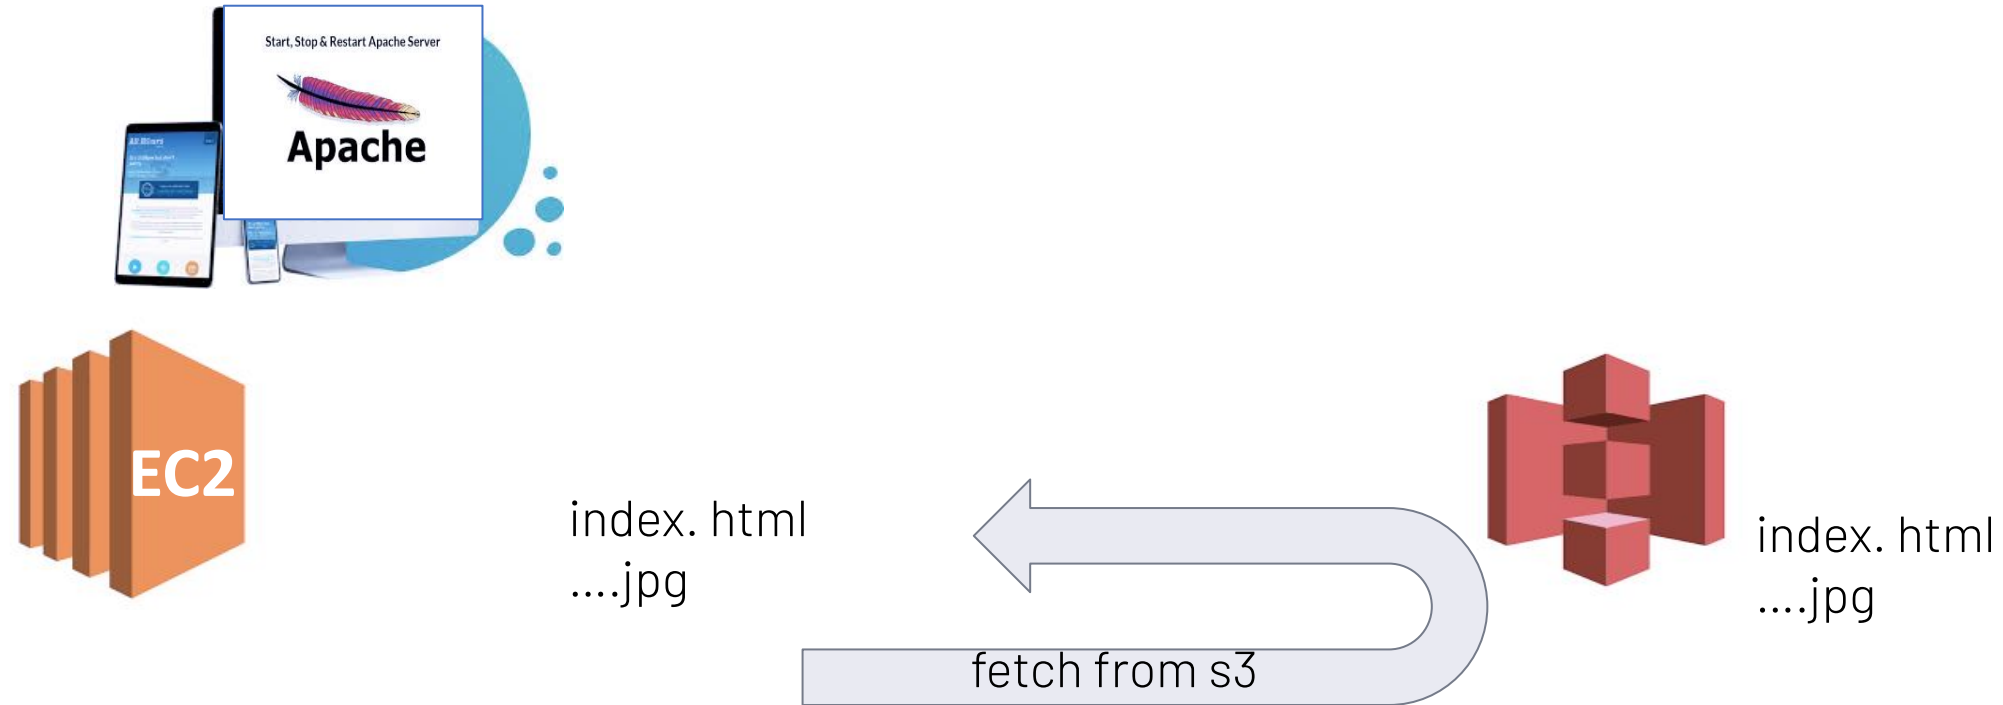 Start, Stop & Restart Apache Server
Apache
EC2
index. html
....jpg
fetch from s3
index. html
....jpg